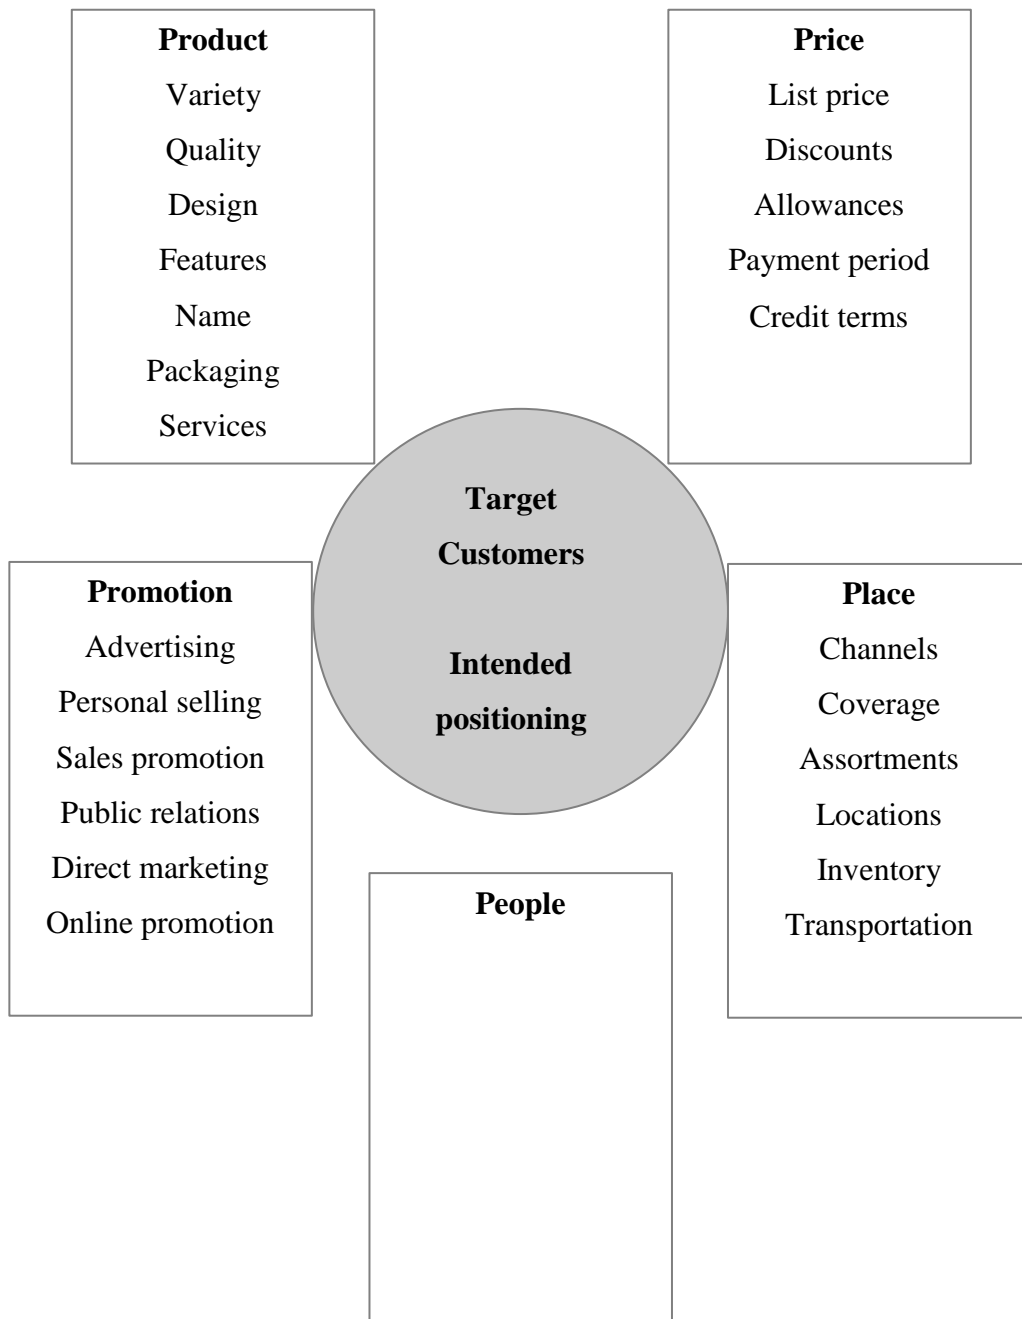 Product
Variety
Quality
Design
Features
Name
Packaging
Services
Price
List price
Discounts
Allowances
Payment period
Credit terms
Target
Customers
Intended
positioning
Promotion
Advertising
Personal selling
Sales promotion
Public relations
Direct marketing
Online promotion
Place
Channels
Coverage
Assortments
Locations
Inventory
Transportation
People